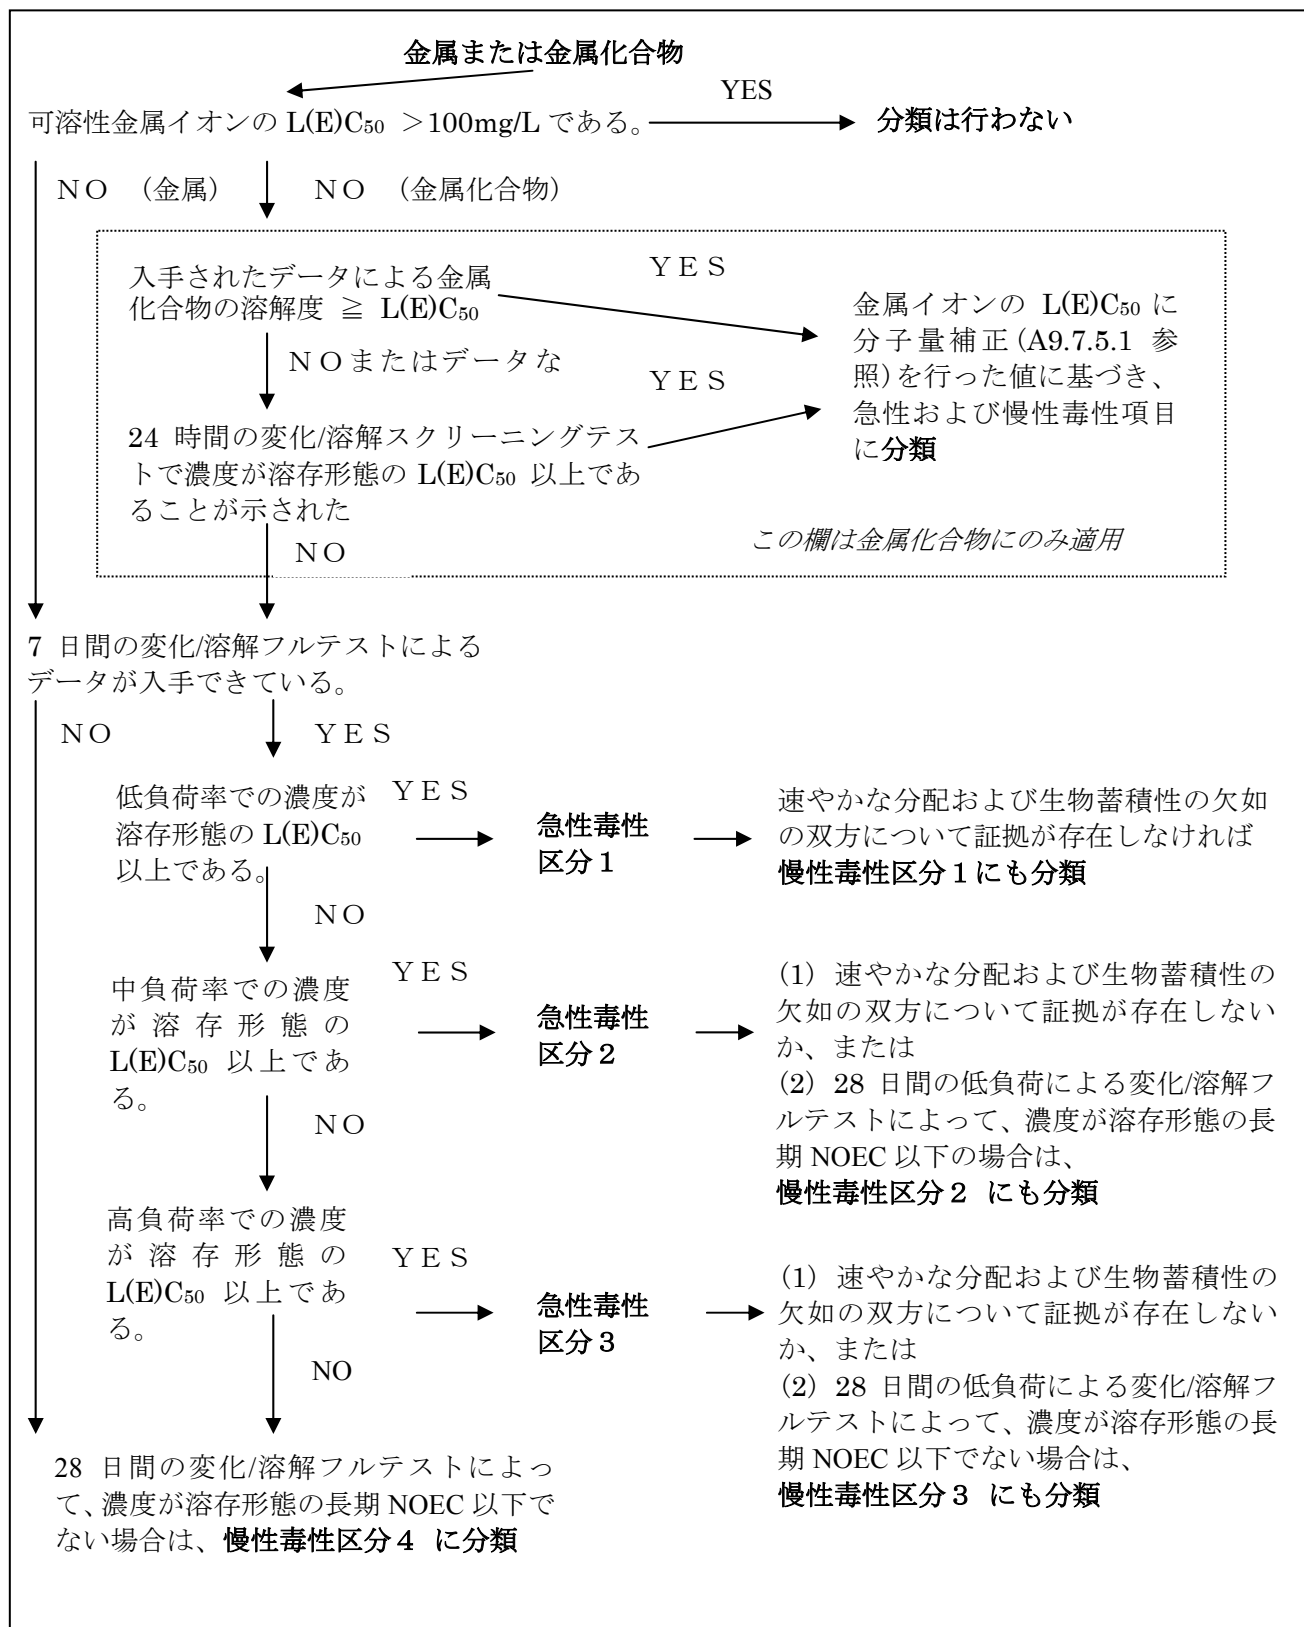 金属または金属化合物
可溶性金属イオンの L(E)C50 >100mg/L である。
YES
分類は行わない
NO （金属）
NO （金属化合物）
入手されたデータによる金属
化合物の溶解度 ≧ L(E)C50
YES
NOまたはデータな
YES
金属イオンの L(E)C50 に
分子量補正(A9.7.5.1 参
照)を行った値に基づき、
急性および慢性毒性項目
に分類
24 時間の変化/溶解スクリーニングテス
トで濃度が溶存形態の L(E)C50 以上であ
ることが示された
NO
この欄は金属化合物にのみ適用
7 日間の変化/溶解フルテストによる
データが入手できている。
NO
YES
低負荷率での濃度が
溶存形態の L(E)C50
以上である。
YES
急性毒性
区分１
速やかな分配および生物蓄積性の欠如
の双方について証拠が存在しなければ
慢性毒性区分１にも分類
NO
中負荷率での濃度
が溶存形態の
L(E)C50 以上であ
る。
YES
急性毒性
区分２
(1) 速やかな分配および生物蓄積性の
欠如の双方について証拠が存在しない
か、または
(2) 28 日間の低負荷による変化/溶解フ
ルテストによって、濃度が溶存形態の長
期 NOEC 以下の場合は、
慢性毒性区分２ にも分類
NO
高負荷率での濃度
が溶存形態の
L(E)C50 以上であ
る。
YES
急性毒性
区分３
(1) 速やかな分配および生物蓄積性の
欠如の双方について証拠が存在しない
か、または
(2) 28 日間の低負荷による変化/溶解フ
ルテストによって、濃度が溶存形態の長
期 NOEC 以下でない場合は、
慢性毒性区分３ にも分類
NO
28 日間の変化/溶解フルテストによっ
て、濃度が溶存形態の長期 NOEC 以下で
ない場合は、慢性毒性区分４ に分類